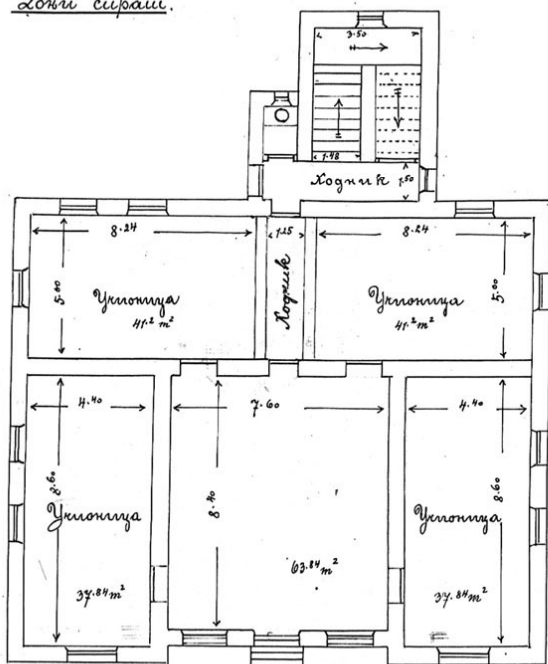 Доњи спрат.
3.50
1.48
Ходник
1.50
8.24
1.25
8.24
5.00
Учионица
41.2 m²
Ходник
Учионица
41.2 m²
5.00
4.40
7.60
4.40
8.60
8.40
8.60
Учионица
Учионица
37.84 m²
63.84 m²
37.84 m²